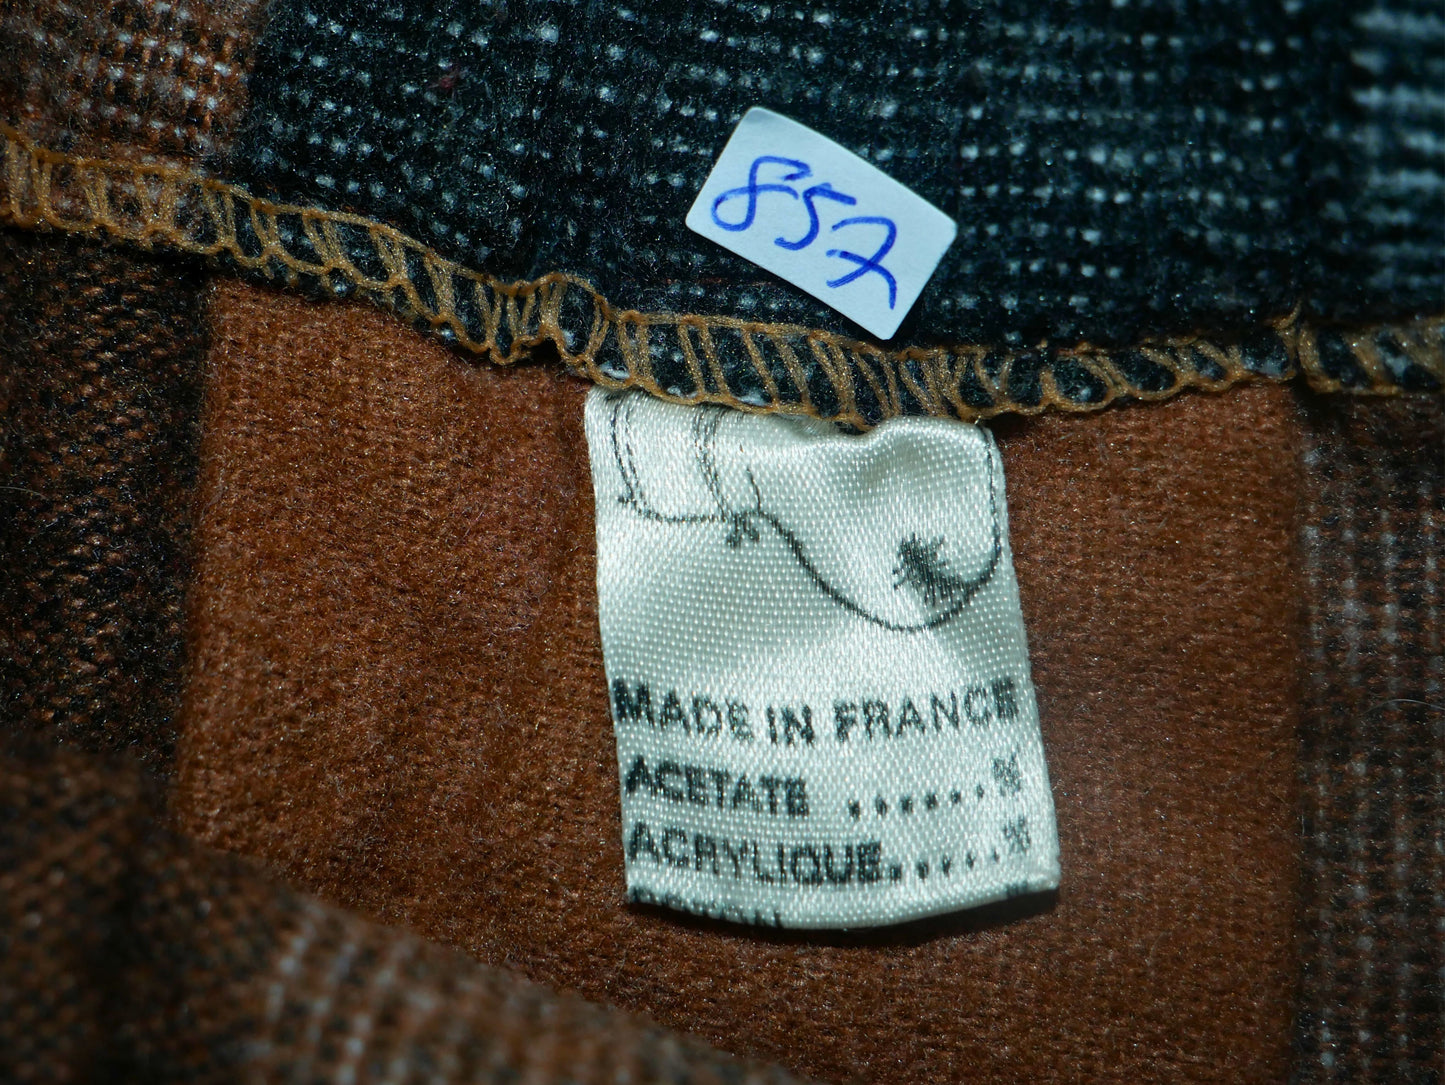 857
MADE IN FRANCE
ACETATE .......%
ACRYLIQUE......%